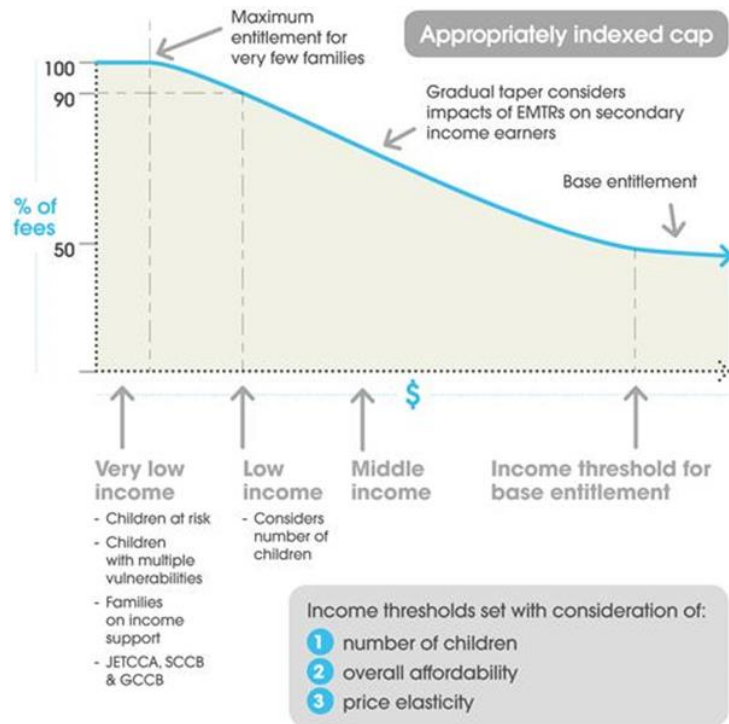 Maximum
entitlement for
very few families
Appropriately indexed cap
100
90
Gradual taper considers
impacts of EMTRs on secondary
income earners
Base entitlement
% of
fees
50
$
Very low
income
- Children at risk
- Children
with multiple
vulnerabilities
- Families
on income
support
- JETCCA, SCCB
& GCCB
Low
income
- Considers
number of
children
Middle
income
Income threshold for
base entitlement
Income thresholds set with consideration of:
1 number of children
2 overall affordability
3 price elasticity